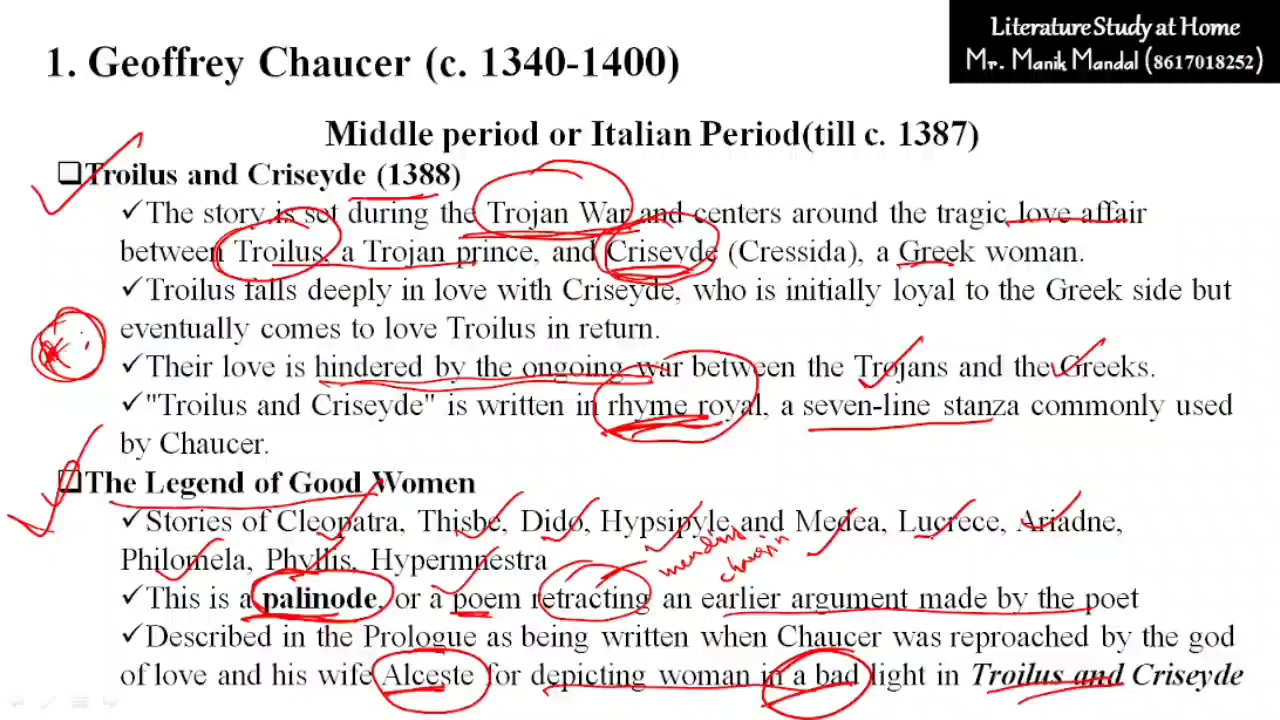 Literature Study at Home
Mr. Manik Mandal (8617018252)
1. Geoffrey Chaucer (c. 1340-1400)
Middle period or Italian Period(till c. 1387)
Troilus and Criseyde (1388)
✓The story is set during the Trojan War and centers around the tragic love affair
between Troilus, a Trojan prince, and Criseyde (Cressida), a Greek woman.
✓Troilus falls deeply in love with Criseyde, who is initially loyal to the Greek side but
eventually comes to love Troilus in return.
✓Their love is hindered by the ongoing war between the Trojans and the Greeks.
✓"Troilus and Criseyde" is written in rhyme royal, a seven-line stanza commonly used
by Chaucer.
The Legend of Good Women
✓Stories of Cleopatra, Thisbe, Dido, Hypsipyle and Medea, Lucrece, Ariadne,
Philomela, Phyllis, Hypermnestra
✓This is a palinode, or a poem retracting an earlier argument made by the poet
✓Described in the Prologue as being written when Chaucer was reproached by the god
of love and his wife Alceste for depicting woman in a bad light in Troilus and Criseyde